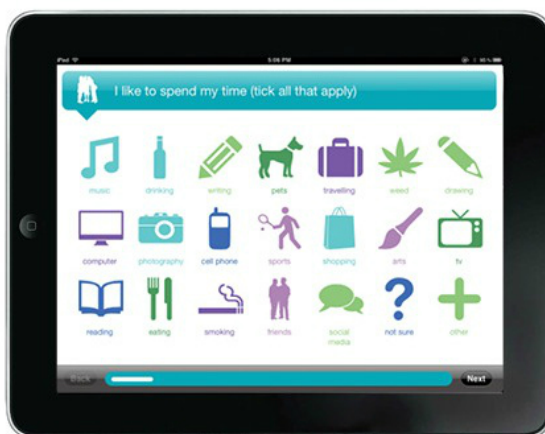 iPad
5:08 PM
I like to spend my time (tick all that apply)
music drinking writing pets travelling weed drawing
computer photography cell phone sports shopping arts tv
reading eating smoking friends social media not sure other
Back Next